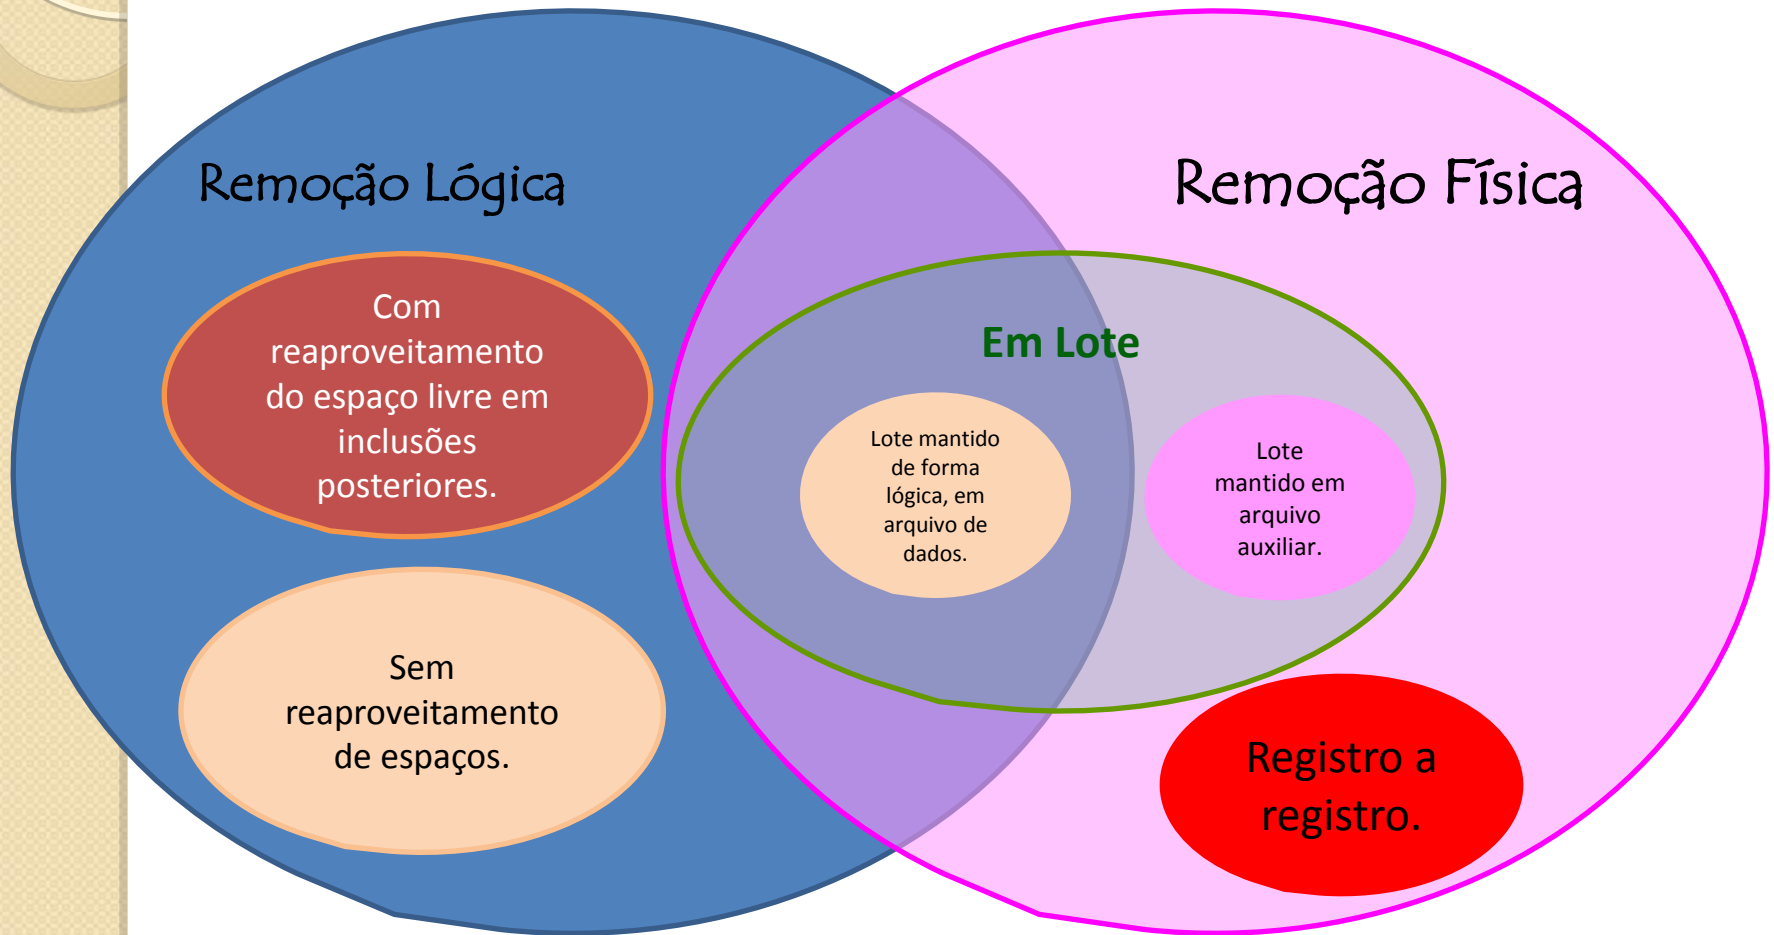 Remoção Lógica
Remoção Física
Com
reaproveitamento
do espaço livre em
inclusões
posteriores.
Em Lote
Lote mantido
de forma
lógica, em
arquivo de
dados.
Lote
mantido em
arquivo
auxiliar.
Sem
reaproveitamento
de espaços.
Registro a
registro.